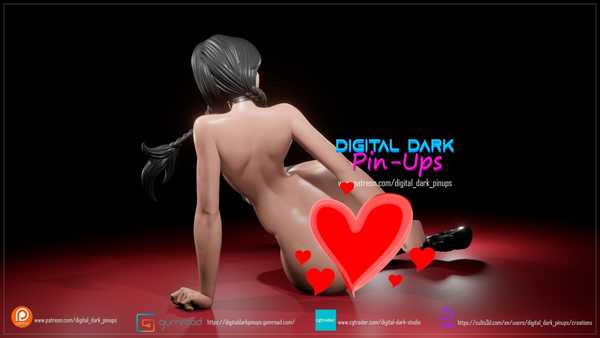 DIGITAL DARK
Pin-Ups
www.patreon.com/digital_dark_pinups
www.patreon.com/digital_dark_pinups
gumroad
https://digitaldarkpinups.gumroad.com/
cgtrader
www.cgtrader.com/digital-dark-studio
https://cults3d.com/en/users/digital_dark_pinups/creations